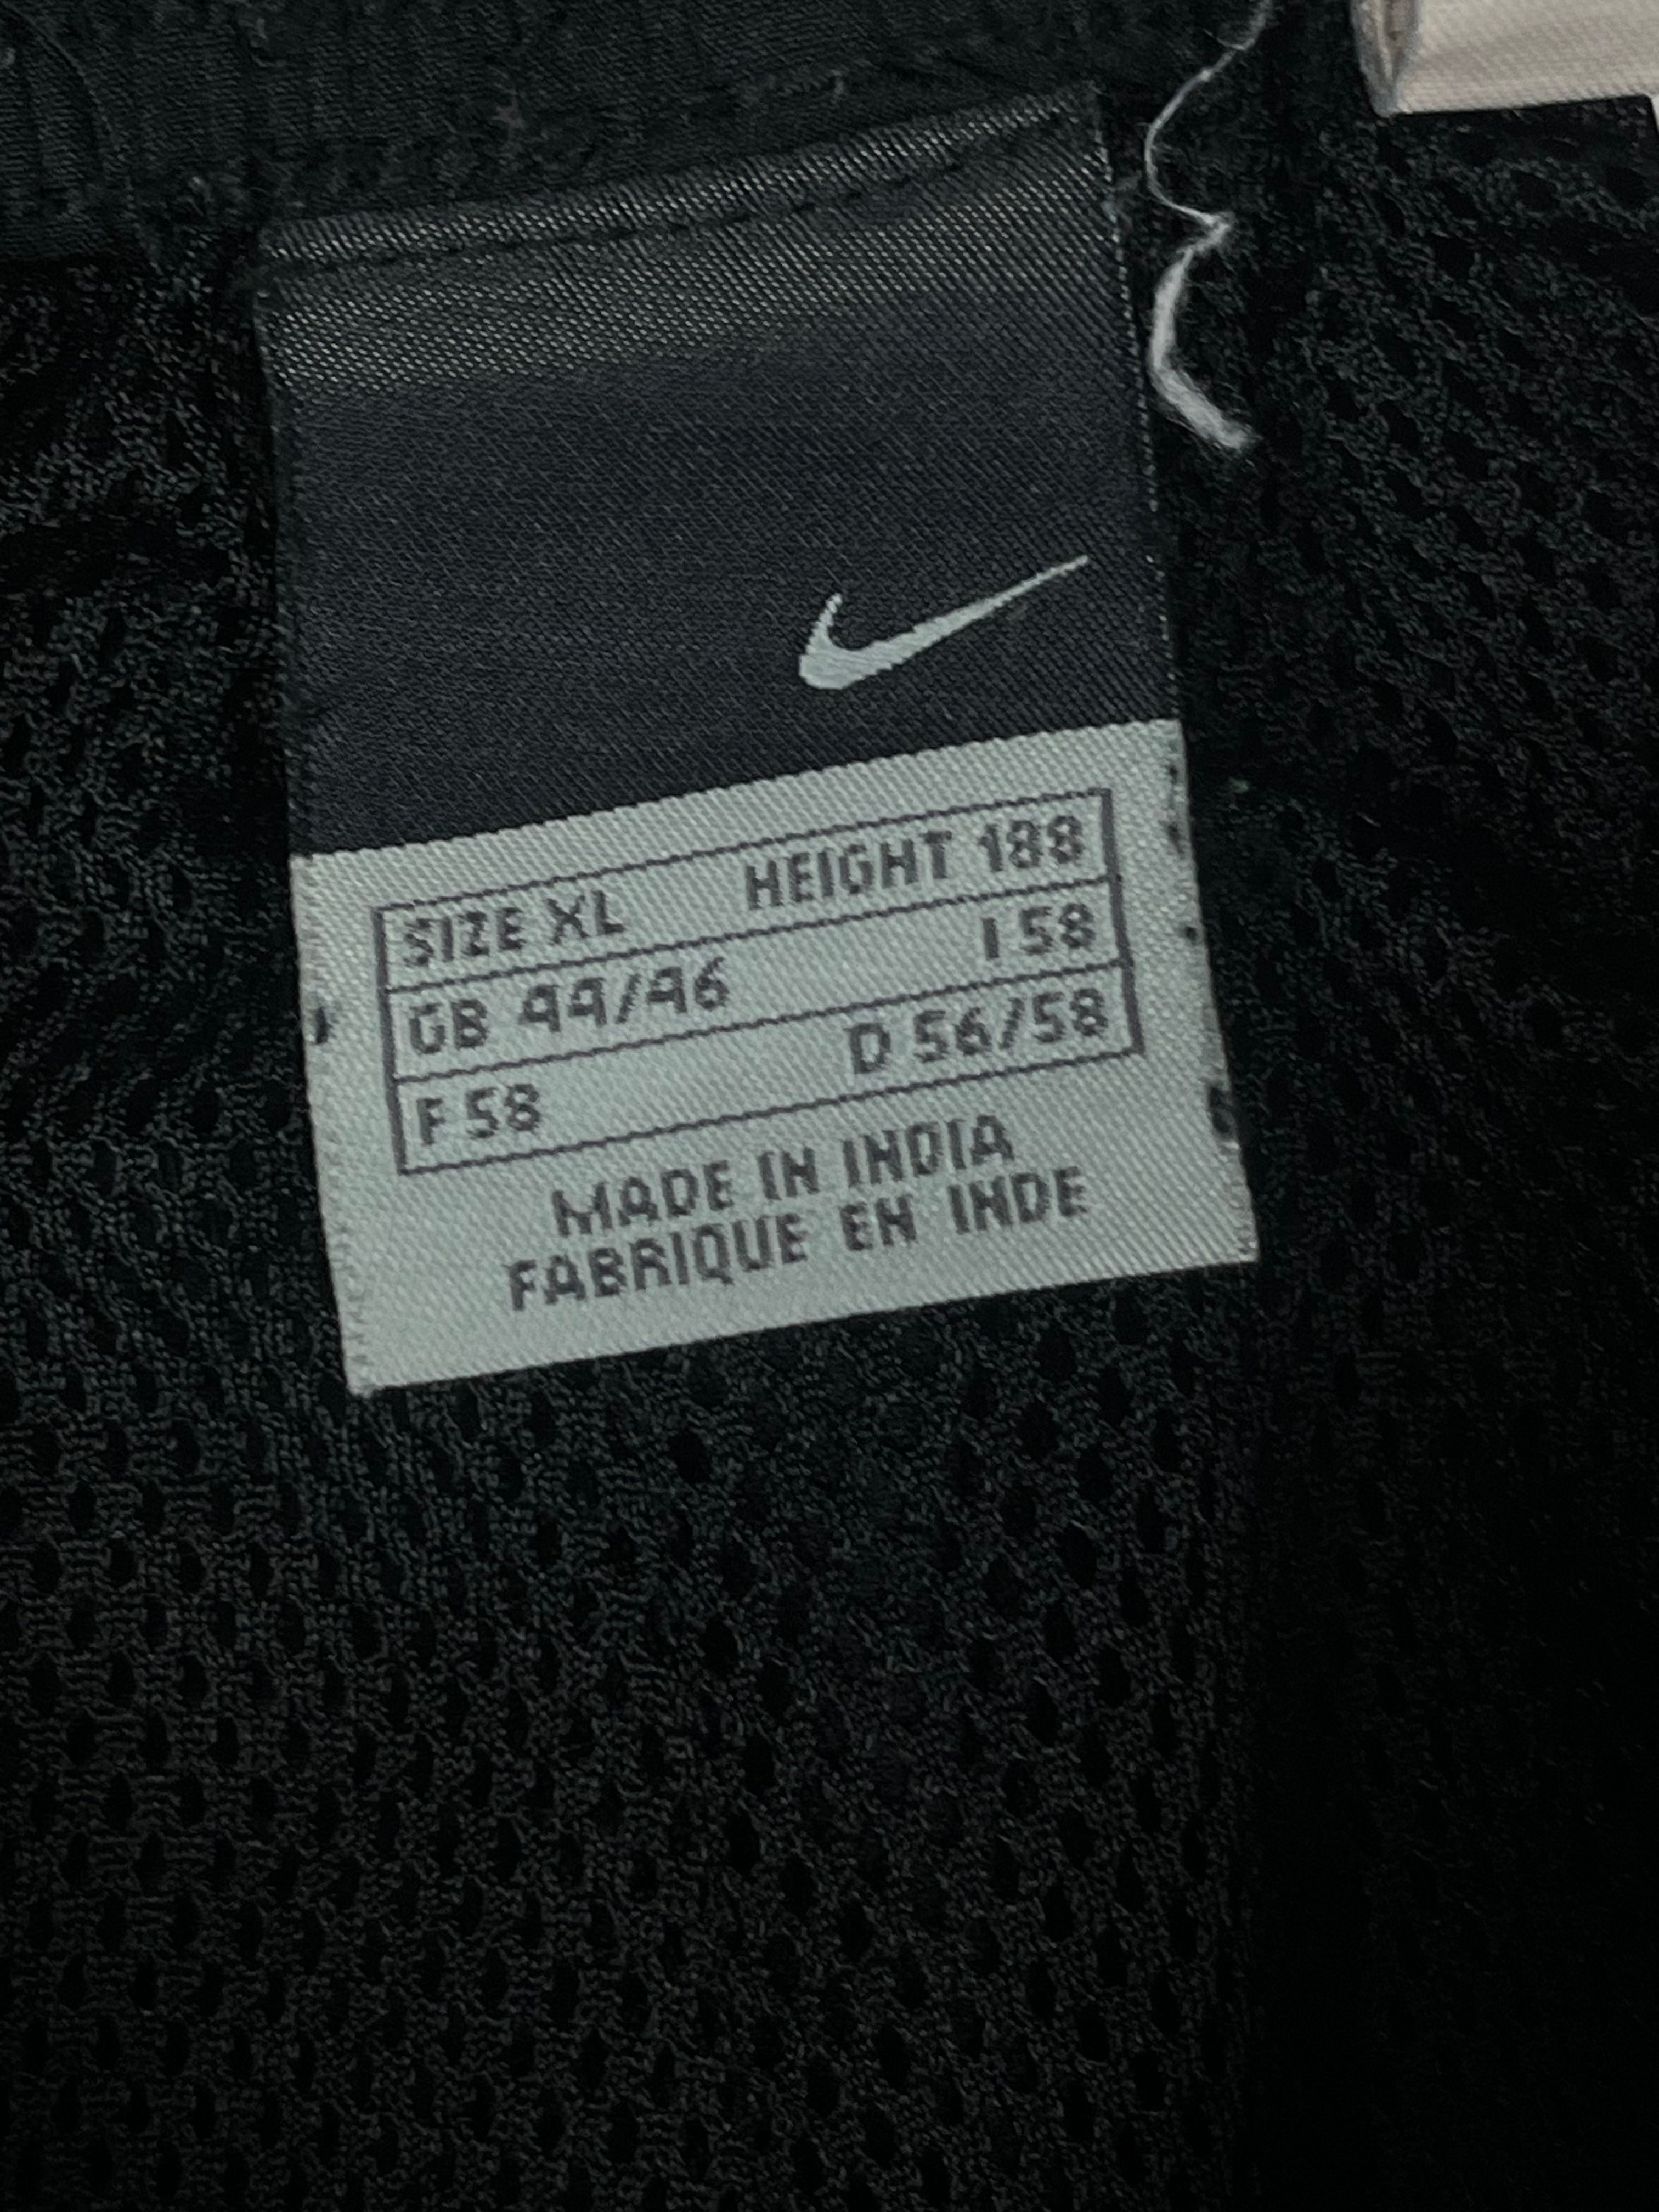 SIZE XL HEIGHT 188
GB 44/46 I 58
F 58 D 56/58
MADE IN INDIA
FABRIQUE EN INDE